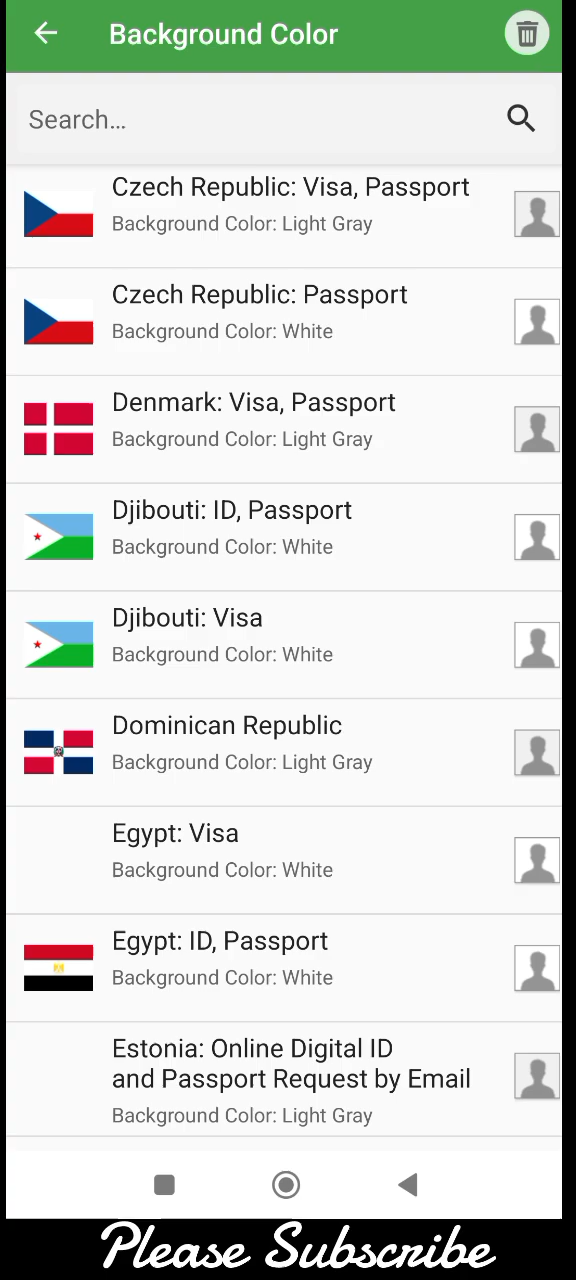 Background Color
Search...
Czech Republic: Visa, Passport
Background Color: Light Gray
Czech Republic: Passport
Background Color: White
Denmark: Visa, Passport
Background Color: Light Gray
Djibouti: ID, Passport
Background Color: White
Djibouti: Visa
Background Color: White
Dominican Republic
Background Color: Light Gray
Egypt: Visa
Background Color: White
Egypt: ID, Passport
Background Color: White
Estonia: Online Digital ID
and Passport Request by Email
Background Color: Light Gray
Please Subscribe